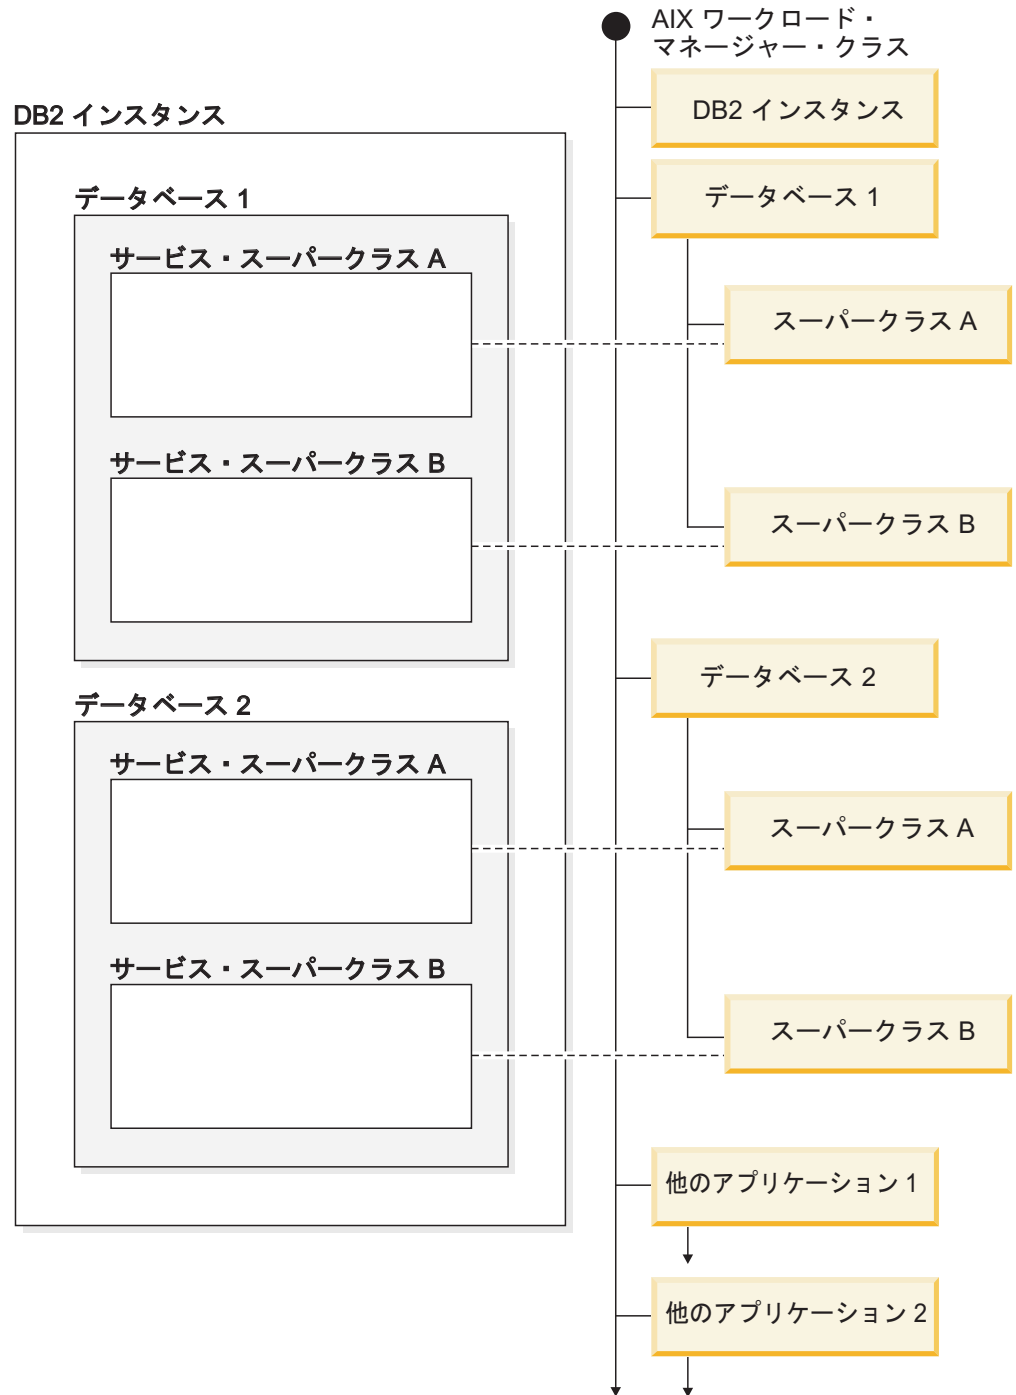 AIX ワークロード・
マネージャー・クラス
DB2 インスタンス
データベース 1
サービス・スーパークラス A
サービス・スーパークラス B
データベース 2
サービス・スーパークラス A
サービス・スーパークラス B
DB2 インスタンス
データベース 1
スーパークラス A
スーパークラス B
データベース 2
スーパークラス A
スーパークラス B
他のアプリケーション 1
他のアプリケーション 2